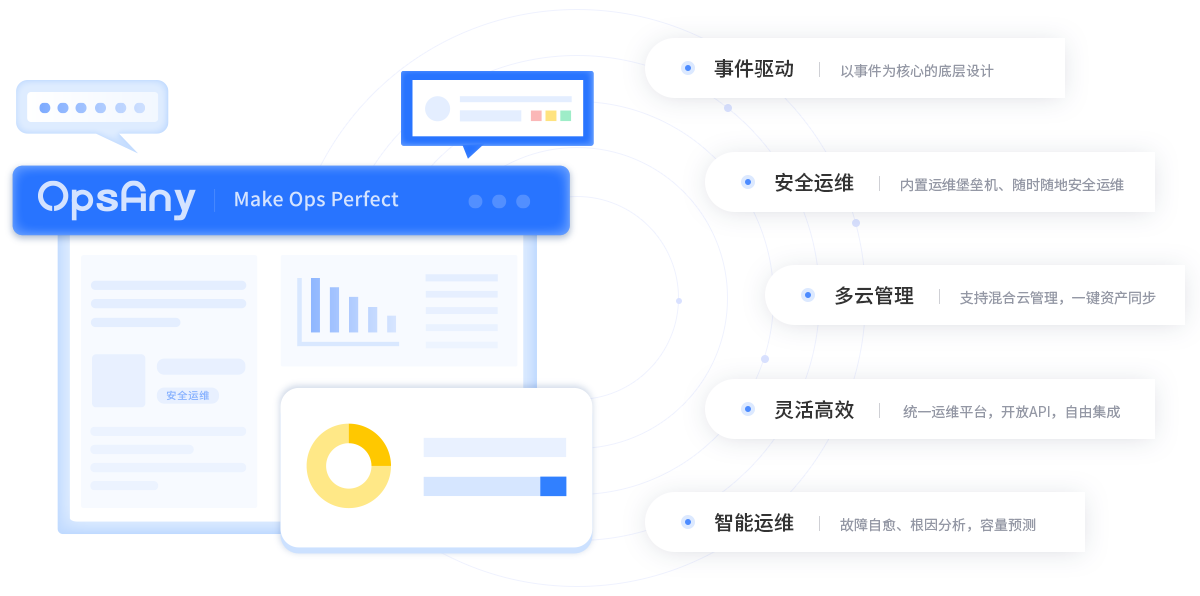 OpsAny
Make Ops Perfect
安全运维
事件驱动
以事件为核心的底层设计
安全运维
内置运维堡垒机、随时随地安全运维
多云管理
支持混合云管理，一键资产同步
灵活高效
统一运维平台，开放API，自由集成
智能运维
故障自愈、根因分析，容量预测